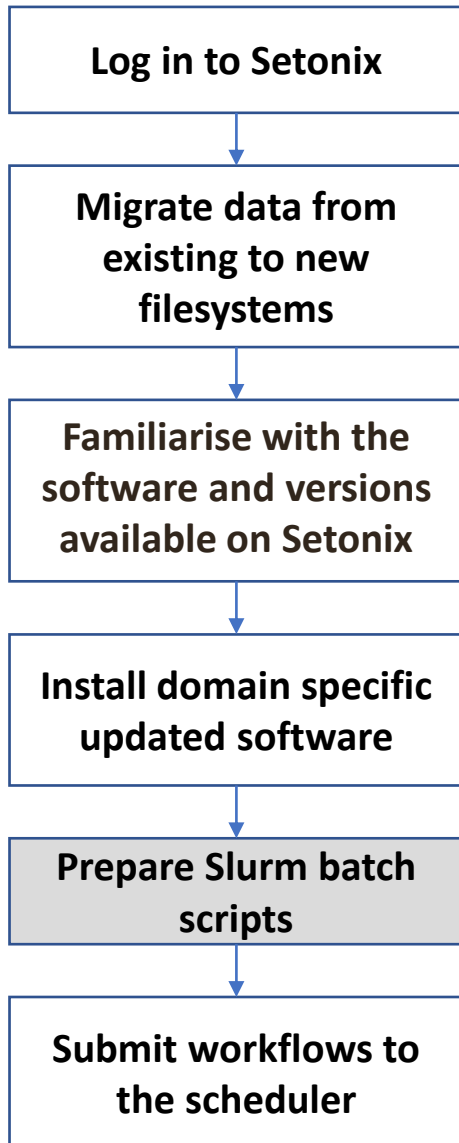 Log in to Setonix
Migrate data from
existing to new
filesystems
Familiarise with the
software and versions
available on Setonix
Install domain specific
updated software
Prepare Slurm batch
scripts
Submit workflows to
the scheduler